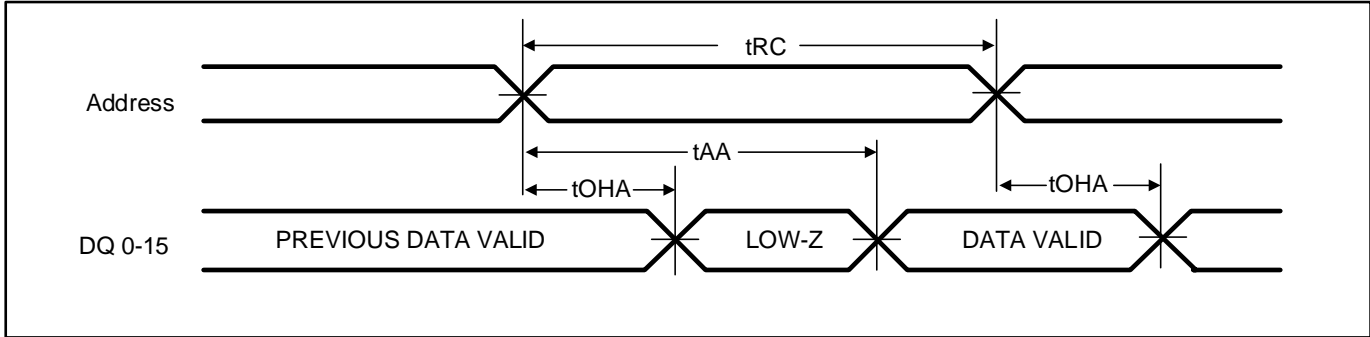 tRC
Address
tAA
tOHA
tOHA
DQ 0-15
PREVIOUS DATA VALID
LOW-Z
DATA VALID